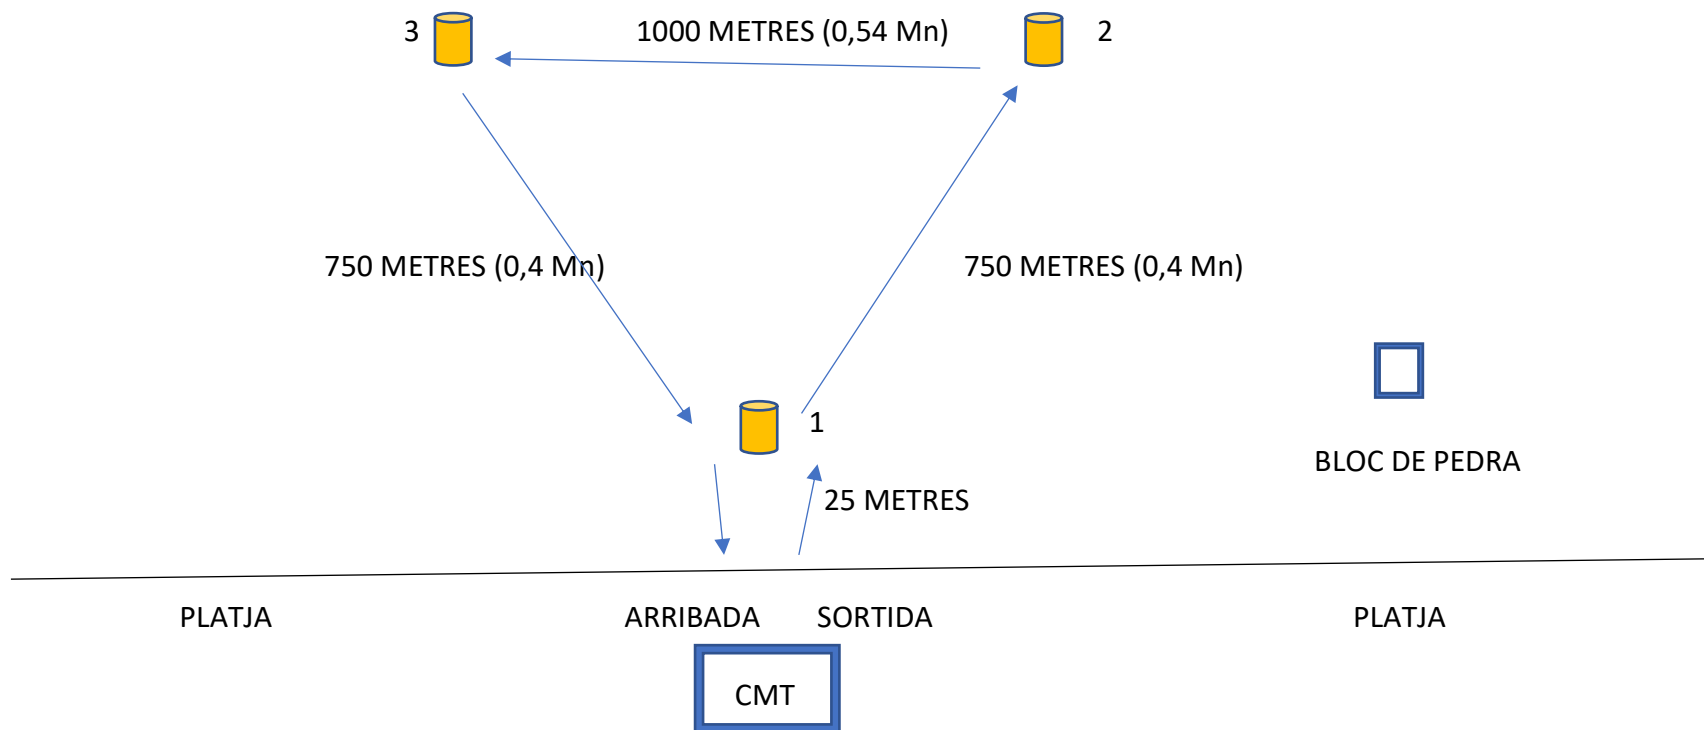 3
1000 METRES (0,54 Mn)
2
750 METRES (0,4 Mn)
750 METRES (0,4 Mn)
1
BLOC DE PEDRA
25 METRES
PLATJA
ARRIBADA
SORTIDA
PLATJA
CMT